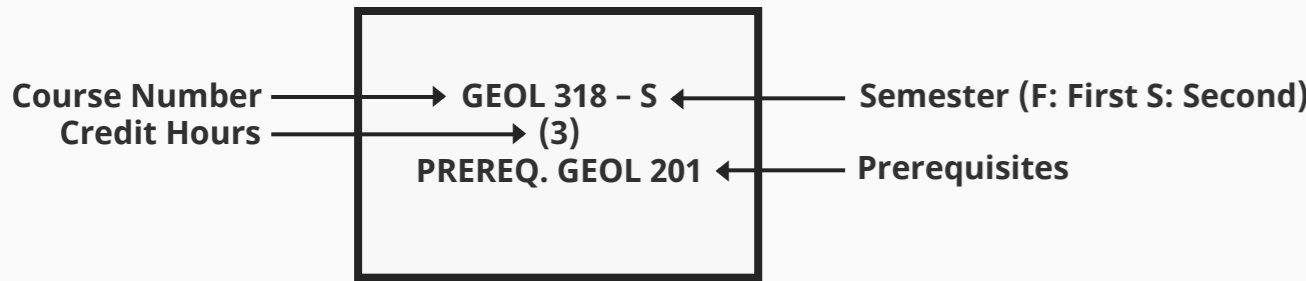 Course Number GEOL 318 – S Semester (F: First S: Second)
Credit Hours (3)
PREREQ. GEOL 201 Prerequisites